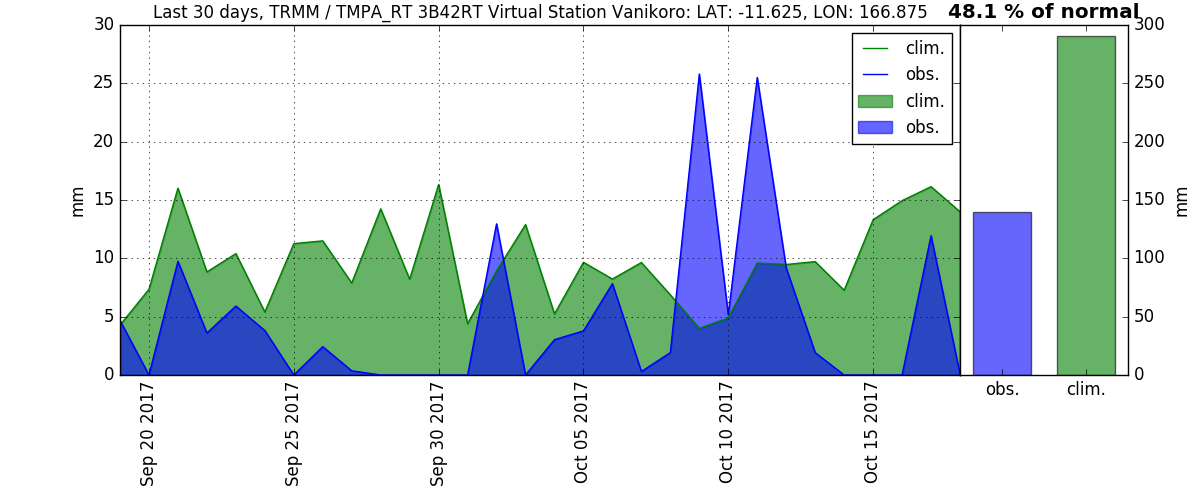 Last 30 days, TRMM / TMPA_RT 3B42RT Virtual Station Vanikoro: LAT: -11.625, LON: 166.875
48.1 % of normal
mm
30
25
20
15
10
5
0
Sep 20 2017
Sep 25 2017
Sep 30 2017
Oct 05 2017
Oct 10 2017
Oct 15 2017
clim.
obs.
clim.
obs.
obs.
clim.
300
250
200
150
100
50
0
mm